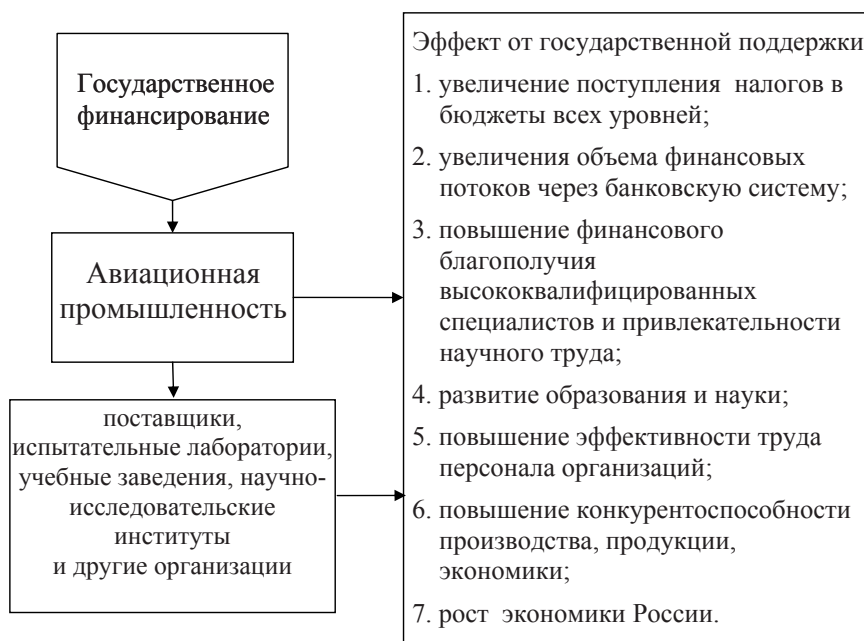 Государственное
финансирование
Авиационная
промышленность
поставщики,
испытательные лаборатории,
учебные заведения, научно-
исследовательские
институты
и другие организации
Эффект от государственной поддержки
1. увеличение поступления налогов в
бюджеты всех уровней;
2. увеличения объема финансовых
потоков через банковскую систему;
3. повышение финансового
благополучия
высококвалифицированных
специалистов и привлекательности
научного труда;
4. развитие образования и науки;
5. повышение эффективности труда
персонала организаций;
6. повышение конкурентоспособности
производства, продукции,
экономики;
7. рост экономики России.